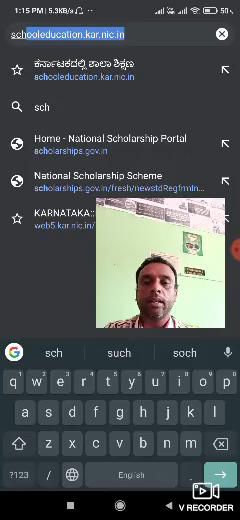 1:15 PM | 5.3KB/s
schooleducation.kar.nic.in
ಕರ್ನಾಟಕದಲ್ಲಿ ಶಾಲಾ ಶಿಕ್ಷಣ
schooleducation.kar.nic.in
sch
Home - National Scholarship Portal
scholarships.gov.in
National Scholarship Scheme
scholarships.gov.in/fresh/newstdRegfrmIn...
KARNATAKA::
web5.kar.nic.in/
sch such soch
q w e r t y u i o p
a s d f g h j k l
z x c v b n m
?123 / English .
V RECORDER